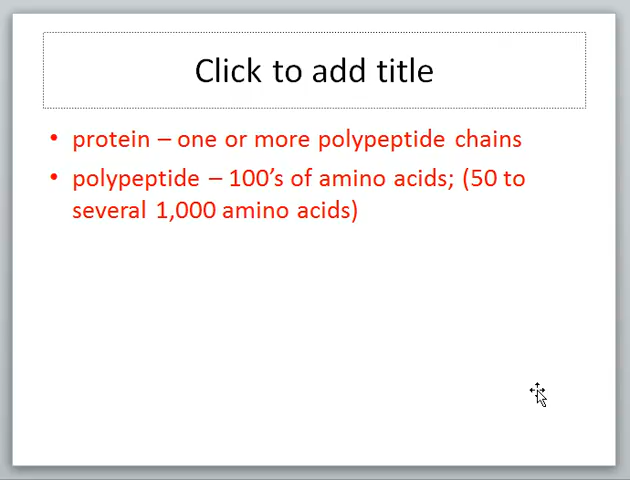 Click to add title
• protein – one or more polypeptide chains
• polypeptide – 100’s of amino acids; (50 to
several 1,000 amino acids)